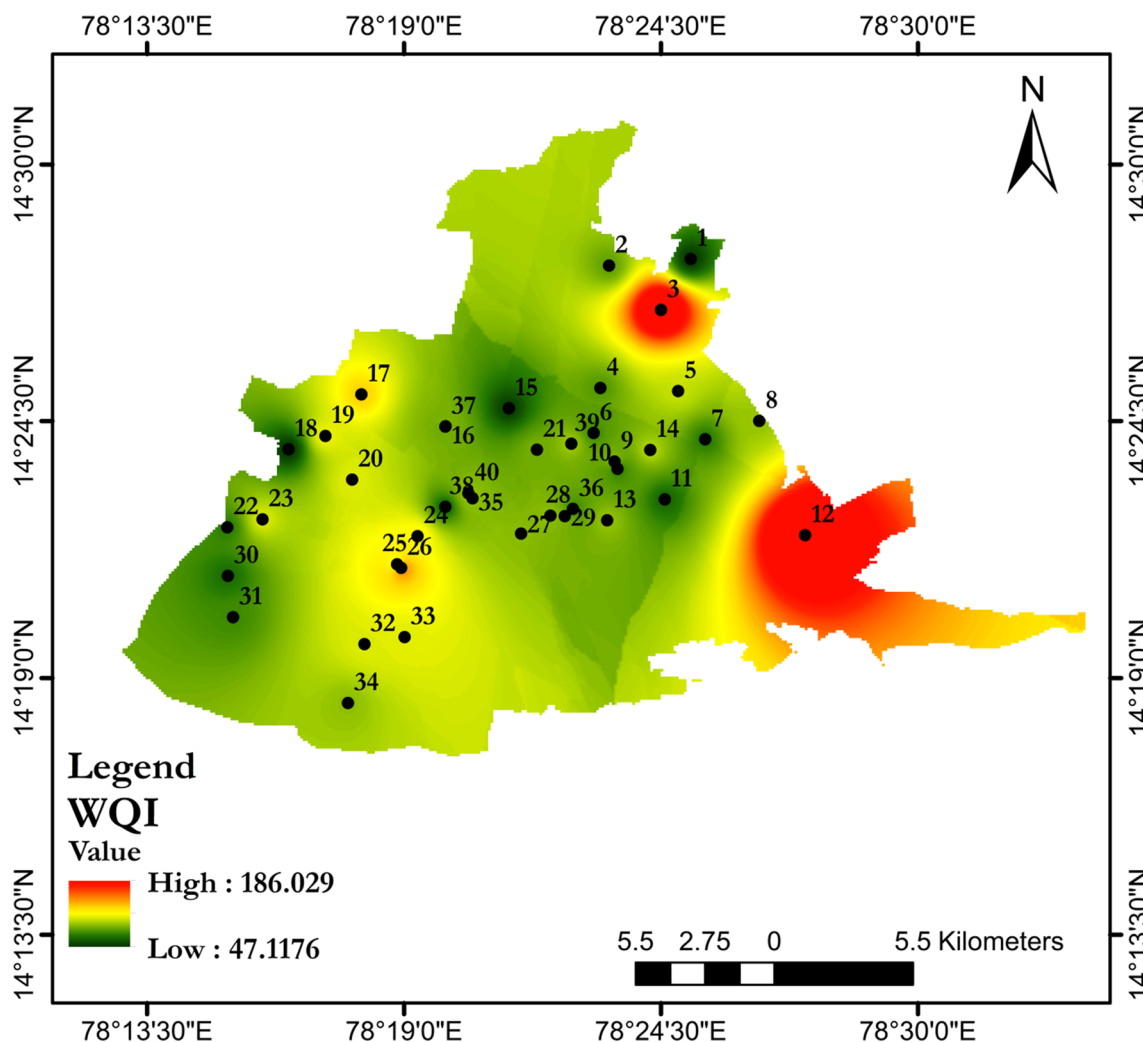 78°13'30"E 78°19'0"E 78°24'30"E 78°30'0"E
N
14°30'0"N 14°30'0"N
1
2
3
17 15 4 5
14°24'30"N 14°24'30"N
37 6 8
18 19 16 21 39 9 14 7
10
20
40
22 23 38 35 36 11
24 28 13 12
27 29
25 26
30
31
32 33
34
14°19'0"N 14°19'0"N
Legend
WQI
Value
High : 186.029
Low : 47.1176
5.5 2.75 0 5.5 Kilometers
14°13'30"N 14°13'30"N
78°13'30"E 78°19'0"E 78°24'30"E 78°30'0"E